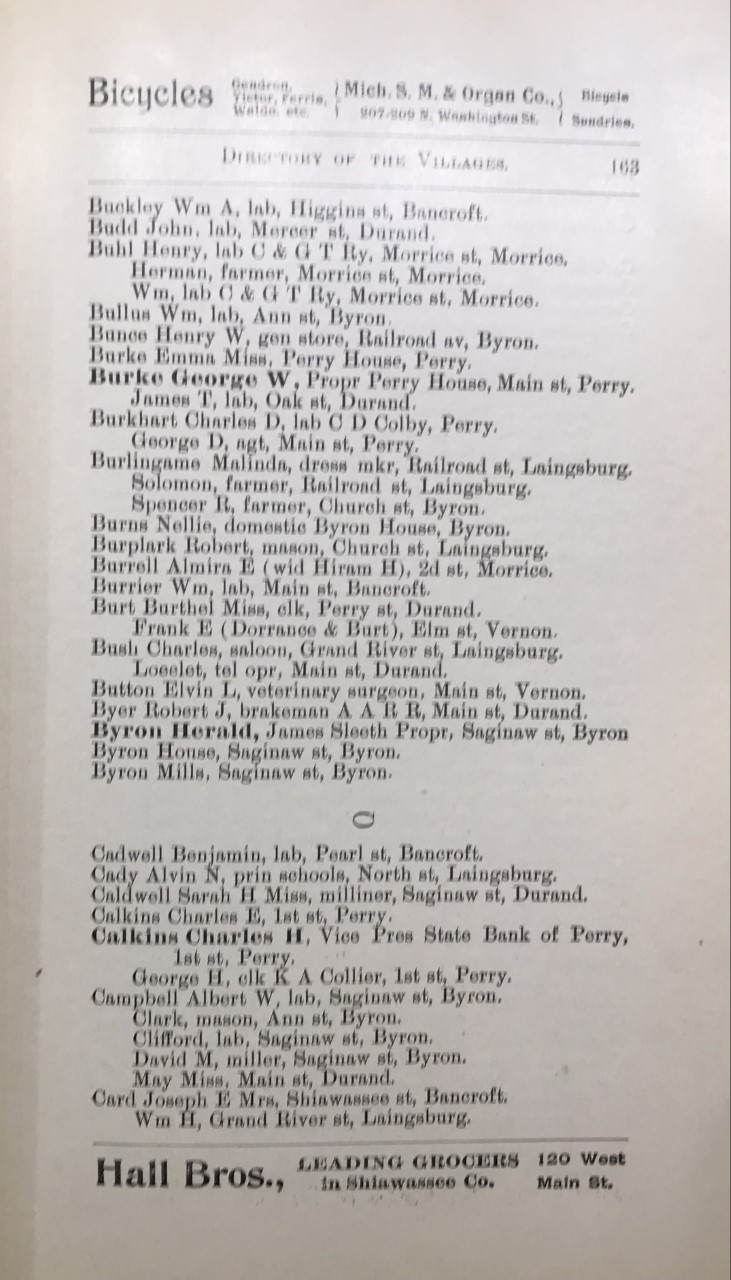 Bicycles Gendron, Victor, Ferris, Waldo, etc. Mich. S. M. & Organ Co., 207-209 N. Washington St. Bicycle Sundries.
DIRECTORY OF THE VILLAGES. 163
Buckley Wm A, lab, Higgins st, Bancroft.
Budd John, lab, Mercer st, Durand.
Buhl Henry, lab C & G T Ry, Morrice st, Morrice.
Herman, farmer, Morrice st, Morrice.
Wm, lab C & G T Ry, Morrice st, Morrice.
Bullus Wm, lab, Ann st, Byron.
Bunce Henry W, gen store, Railroad av, Byron.
Burke Emma Miss, Perry House, Perry.
Burke George W, Propr Perry House, Main st, Perry.
James T, lab, Oak st, Durand.
Burkhart Charles D, lab C D Colby, Perry.
George D, agt, Main st, Perry.
Burlingame Malinda, dress mkr, Railroad st, Laingsburg.
Solomon, farmer, Railroad st, Laingsburg.
Spencer R, farmer, Church st, Byron.
Burns Nellie, domestic Byron House, Byron.
Burplark Robert, mason, Church st, Laingsburg.
Burrell Almira E (wid Hiram H), 2d st, Morrice.
Burrier Wm, lab, Main st, Bancroft.
Burt Burthel Miss, clk, Perry st, Durand.
Frank E (Dorrance & Burt), Elm st, Vernon.
Bush Charles, saloon, Grand River st, Laingsburg.
Loeelet, tel opr, Main st, Durand.
Button Elvin L, veterinary surgeon, Main st, Vernon.
Byer Robert J, brakeman A A R R, Main st, Durand.
Byron Herald, James Sleeth Propr, Saginaw st, Byron
Byron House, Saginaw st, Byron.
Byron Mills, Saginaw st, Byron.
C
Cadwell Benjamin, lab, Pearl st, Bancroft.
Cady Alvin N, prin schools, North st, Laingsburg.
Caldwell Sarah H Miss, milliner, Saginaw st, Durand.
Calkins Charles E, 1st st, Perry.
Calkins Charles H, Vice Pres State Bank of Perry,
1st st, Perry.
George H, clk K A Collier, 1st st, Perry.
Campbell Albert W, lab, Saginaw st, Byron.
Clark, mason, Ann st, Byron.
Clifford, lab, Saginaw st, Byron.
David M, miller, Saginaw st, Byron.
May Miss, Main st, Durand.
Card Joseph E Mrs, Shiawassee st, Bancroft.
Wm H, Grand River st, Laingsburg.
Hall Bros., LEADING GROCERS in Shiawassee Co. 120 West Main St.